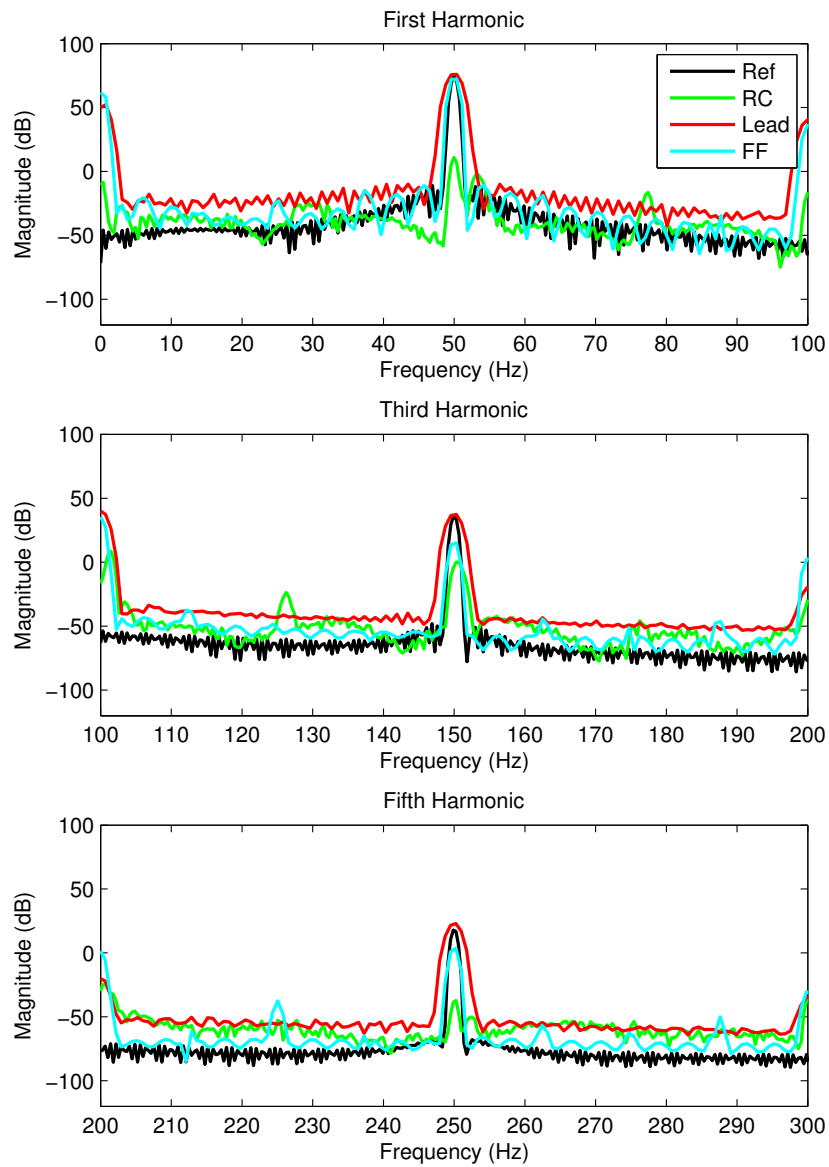 First Harmonic
100
50
0
−50
−100
Magnitude (dB)
Ref
RC
Lead
FF
0 10 20 30 40 50 60 70 80 90 100
Frequency (Hz)
Third Harmonic
100
50
0
−50
−100
Magnitude (dB)
100 110 120 130 140 150 160 170 180 190 200
Frequency (Hz)
Fifth Harmonic
100
50
0
−50
−100
Magnitude (dB)
200 210 220 230 240 250 260 270 280 290 300
Frequency (Hz)